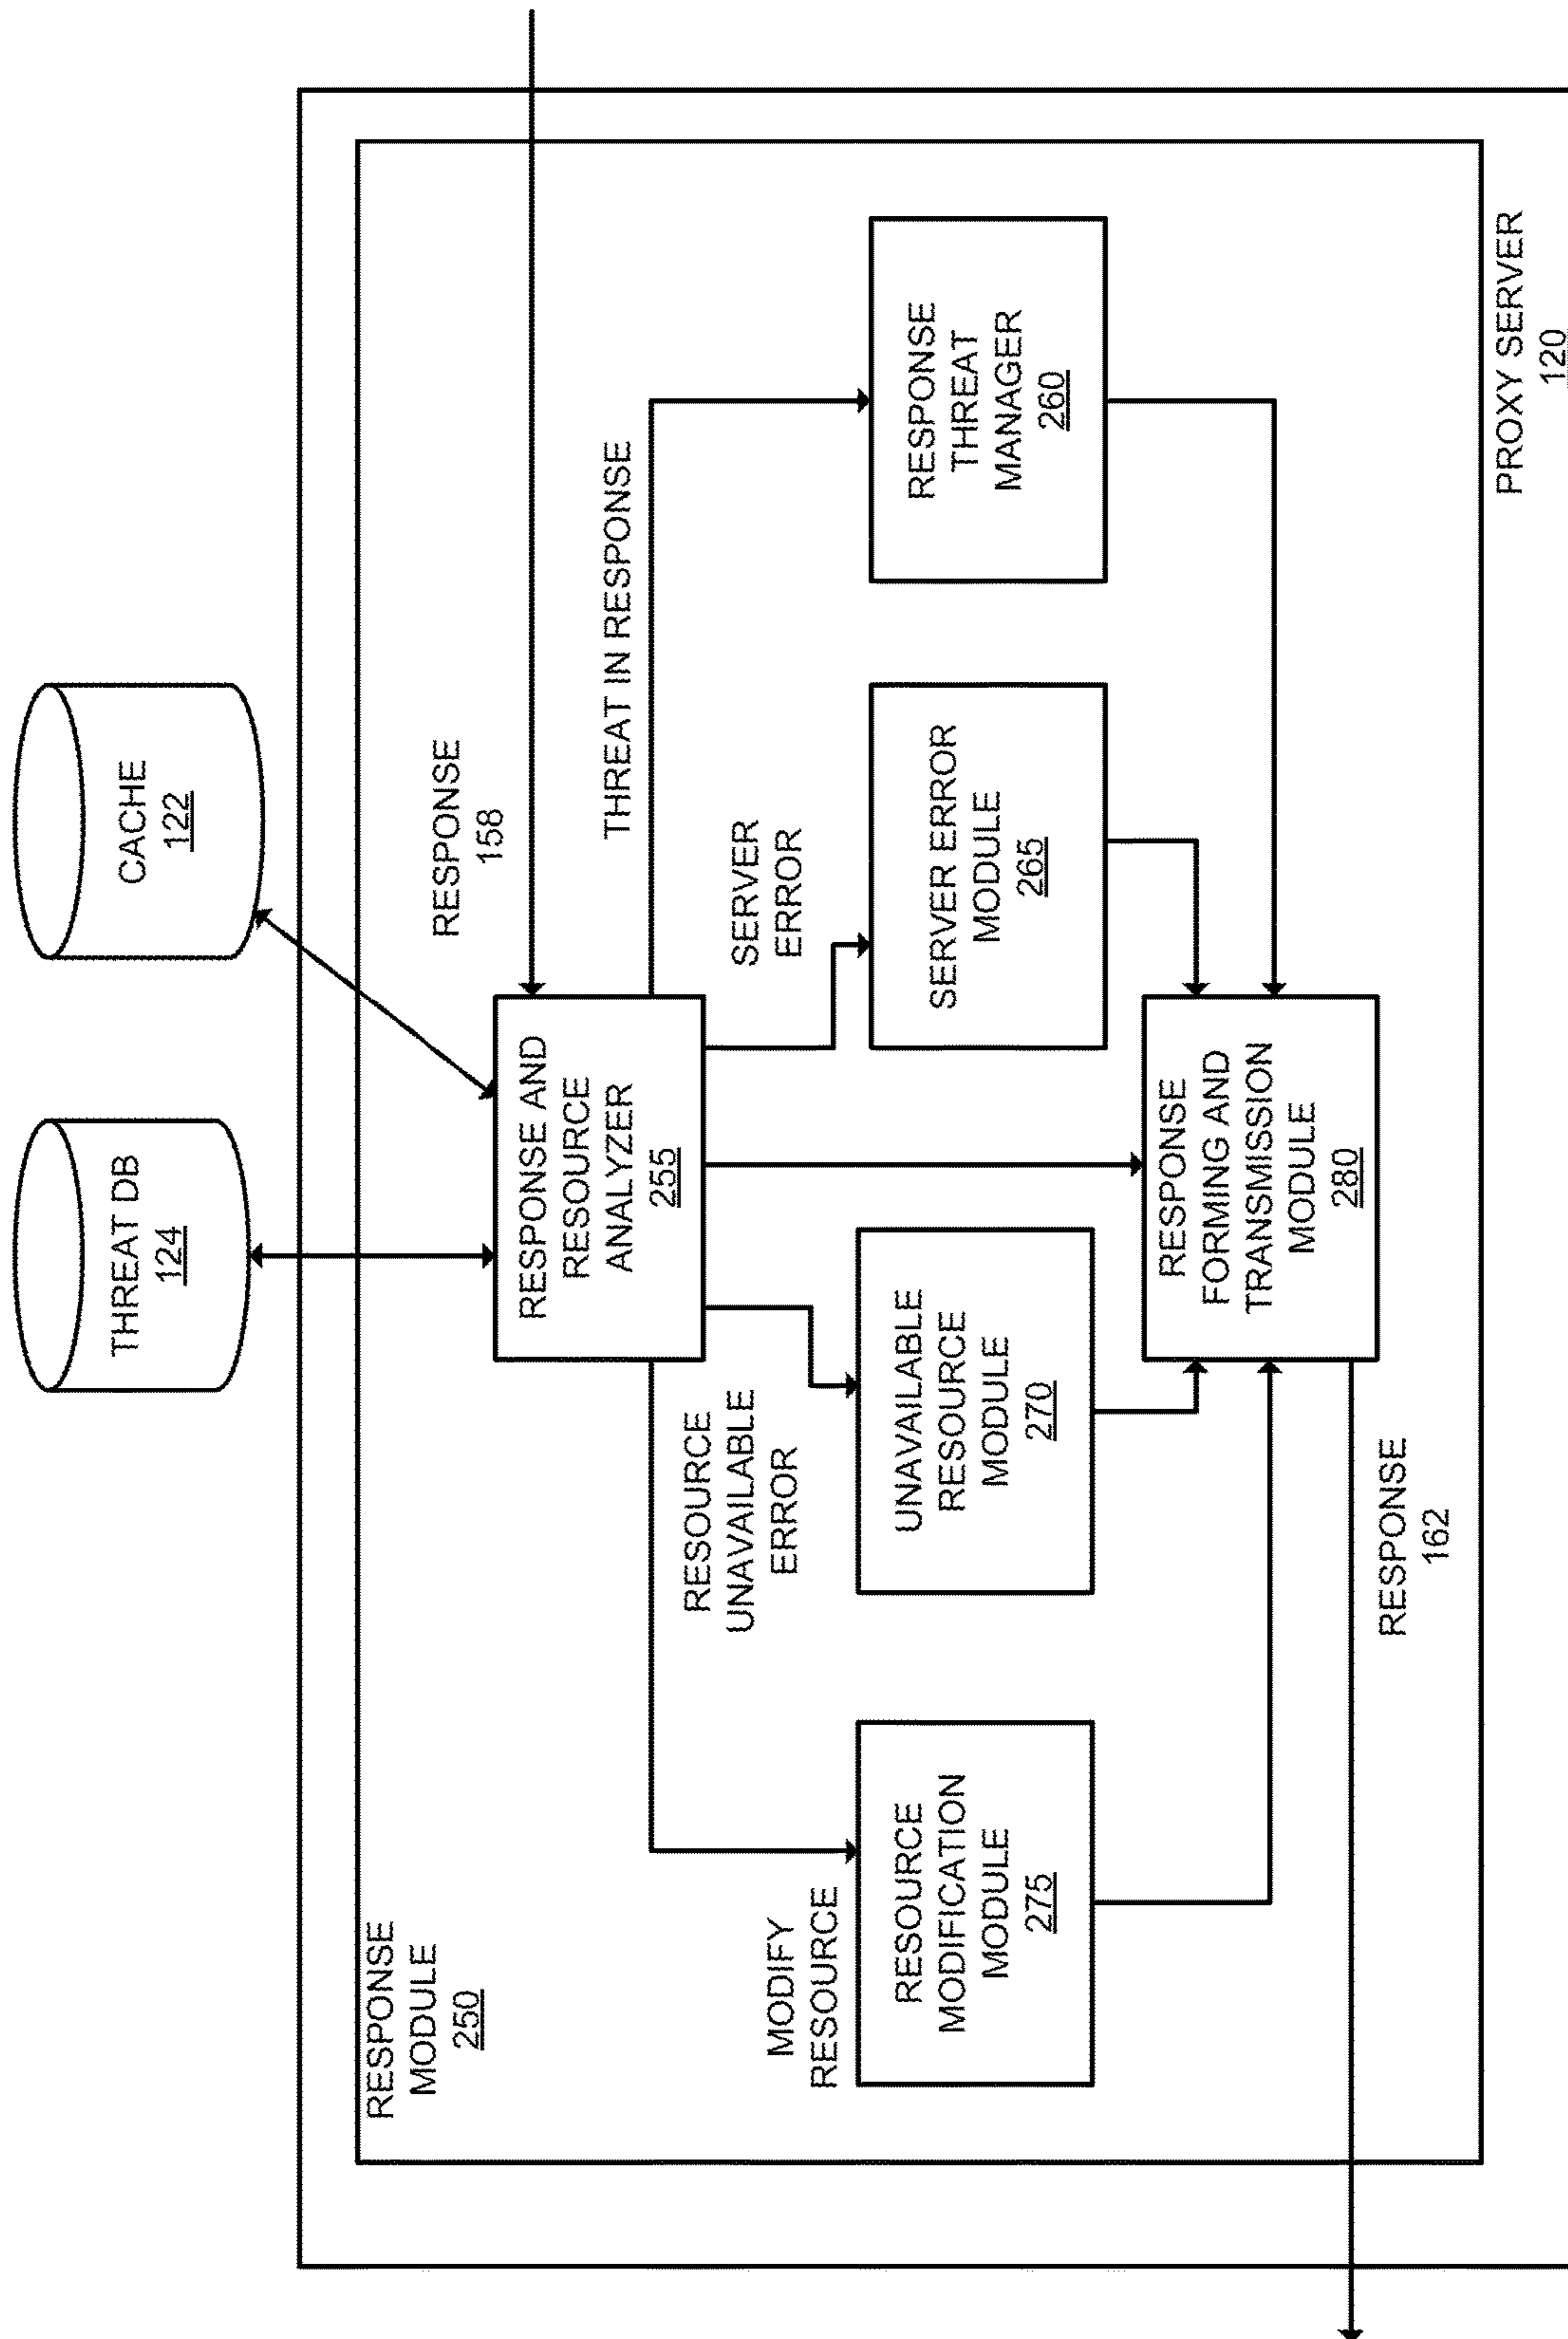 THREAT DB
124
CACHE
122
RESPONSE
MODULE
250
RESPONSE
158
RESPONSE AND
RESOURCE
ANALYZER
255
THREAT IN RESPONSE
MODIFY
RESOURCE
RESOURCE
UNAVAILABLE
ERROR
SERVER
ERROR
RESOURCE
MODIFICATION
MODULE
275
UNAVAILABLE
RESOURCE
MODULE
270
SERVER ERROR
MODULE
265
RESPONSE
THREAT
MANAGER
260
RESPONSE
FORMING AND
TRANSMISSION
MODULE
280
RESPONSE
162
PROXY SERVER
120